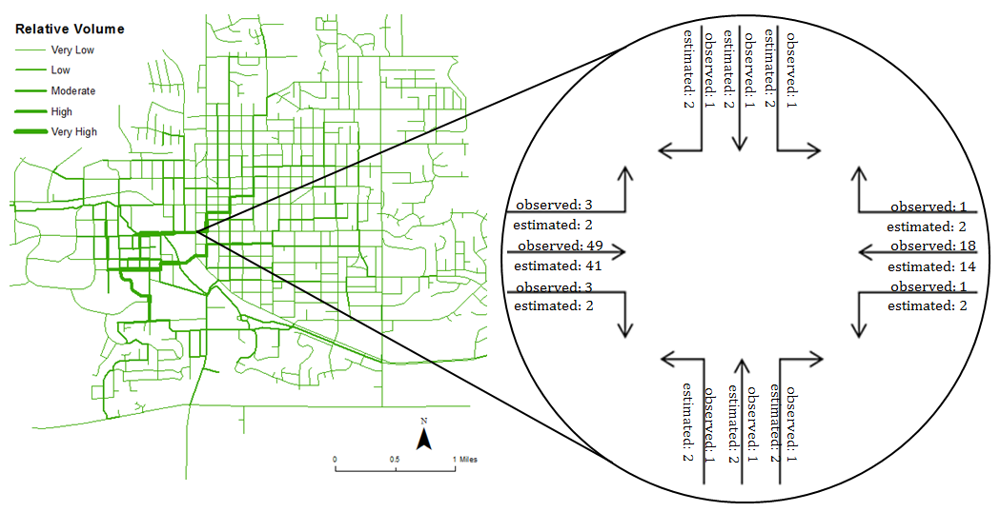 Relative Volume
Very Low
Low
Moderate
High
Very High
N
0
0.5
1 Miles
estimated: 2
observed: 1
estimated: 2
observed: 1
estimated: 2
observed: 1
observed: 3
estimated: 2
observed: 49
estimated: 41
observed: 3
estimated: 2
observed: 1
estimated: 2
observed: 18
estimated: 14
observed: 1
estimated: 2
estimated: 2
observed: 1
estimated: 2
observed: 1
estimated: 2
observed: 1